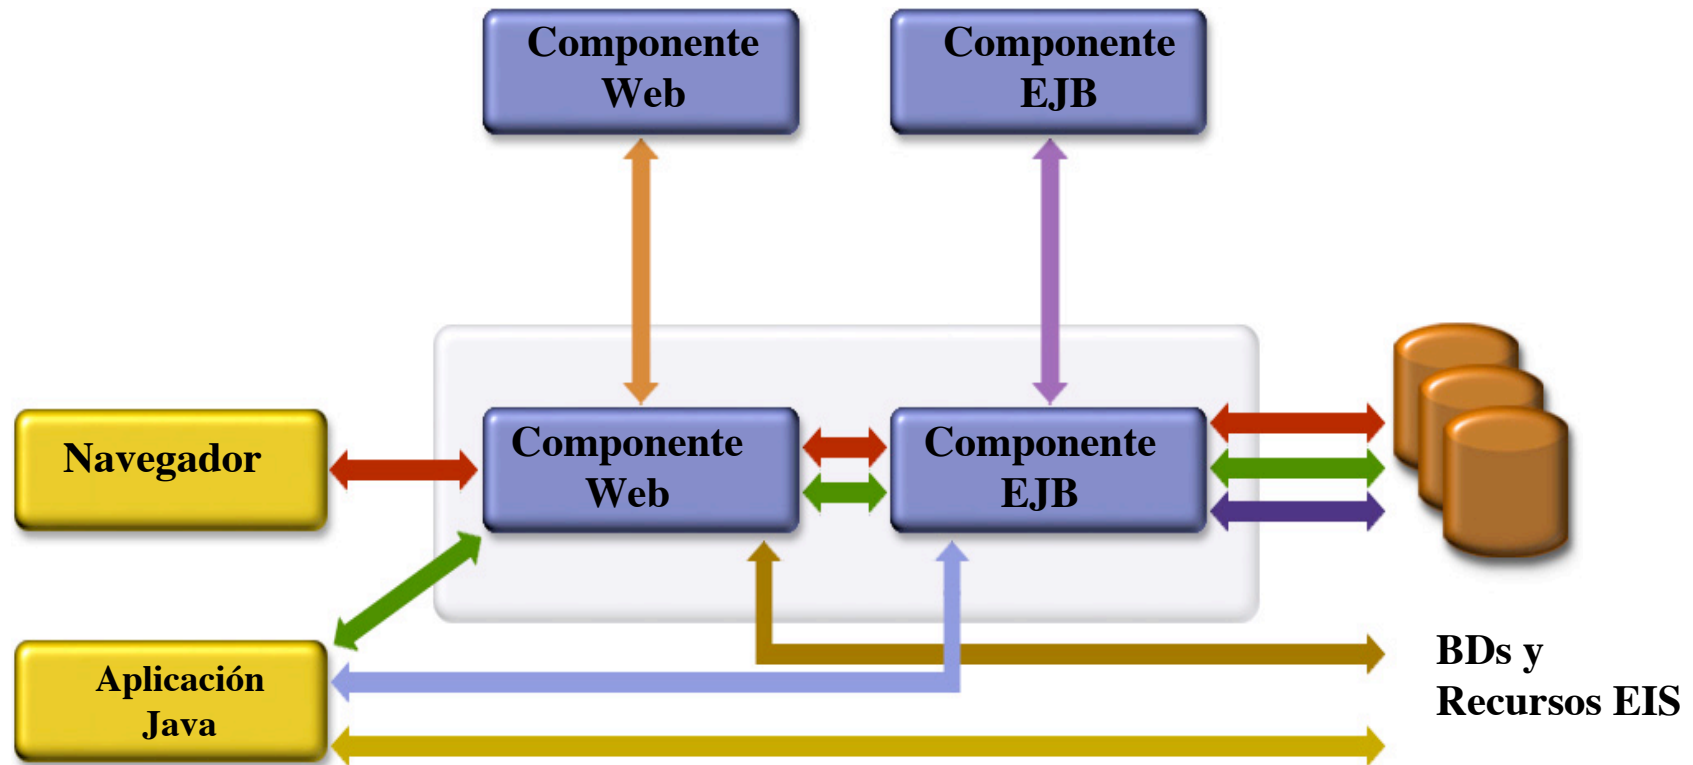 Componente
Web
Componente
EJB
Navegador
Componente
Web
Componente
EJB
Aplicación
Java
BDs y
Recursos EIS